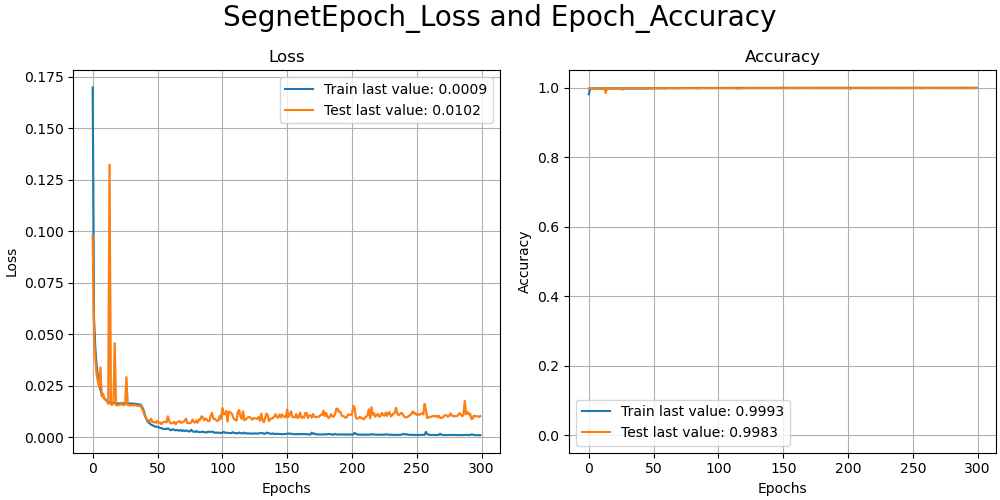 SegnetEpoch_Loss and Epoch_Accuracy
Loss
Train last value: 0.0009
Test last value: 0.0102
Loss
0.175
0.150
0.125
0.100
0.075
0.050
0.025
0.000
0 50 100 150 200 250 300
Epochs
Accuracy
Accuracy
1.0
0.8
0.6
0.4
0.2
0.0
Train last value: 0.9993
Test last value: 0.9983
0 50 100 150 200 250 300
Epochs